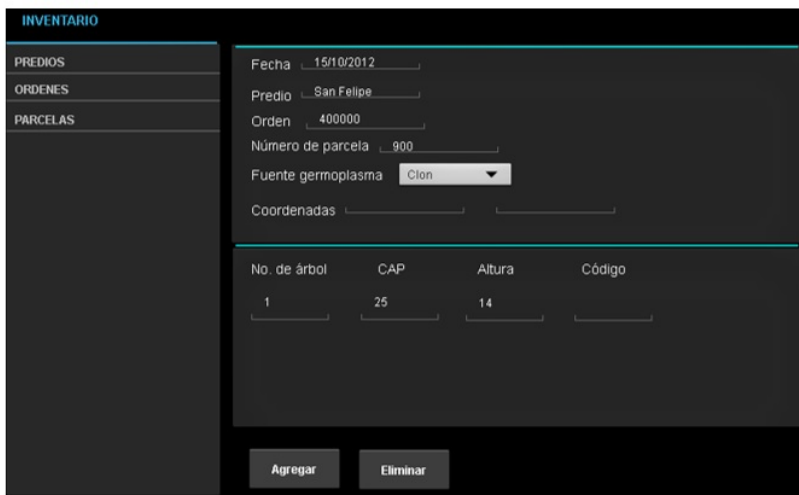 INVENTARIO
PREDIOS
ORDENES
PARCELAS
Fecha 15/10/2012
Predio San Felipe
Orden 400000
Número de parcela 900
Fuente germoplasma Clon
Coordenadas
No. de árbol CAP Altura Código
1 25 14
Agregar Eliminar